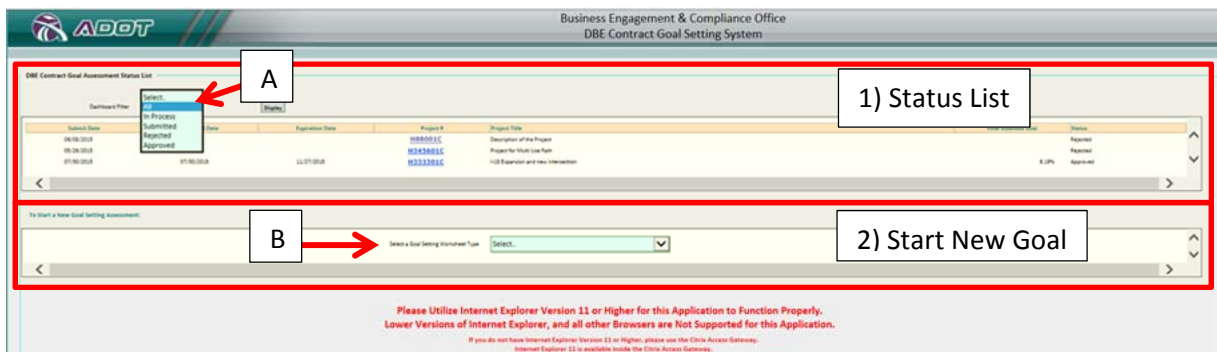 ADOT
Business Engagement & Compliance Office
DBE Contract Goal Setting System
DBE Contract Goal Assessment Status List
A
1) Status List
Dashboard Filter
Select..
All
In Process
Submitted
Rejected
Approved
Display
Submit Date Date Expiration Date Project # Project Title Goal Status
H88001C Description of the Project Rejected
H345601C Project for Multi Use Path Rejected
07/30/2018 07/30/2018 11/27/2018 H333301C I-10 Expansion and new intersection 6.18% Approved
To Start a New Goal Setting Assessment:
B
Select a Goal Setting Worksheet Type
Select..
2) Start New Goal
Please Utilize Internet Explorer Version 11 or Higher for this Application to Function Properly.
Lower Versions of Internet Explorer, and all other Browsers are Not Supported for this Application.
If you do not have Internet Explorer Version 11 or Higher, please use the Citrix Access Gateway.
Internet Explorer 11 is available inside the Citrix Access Gateway.